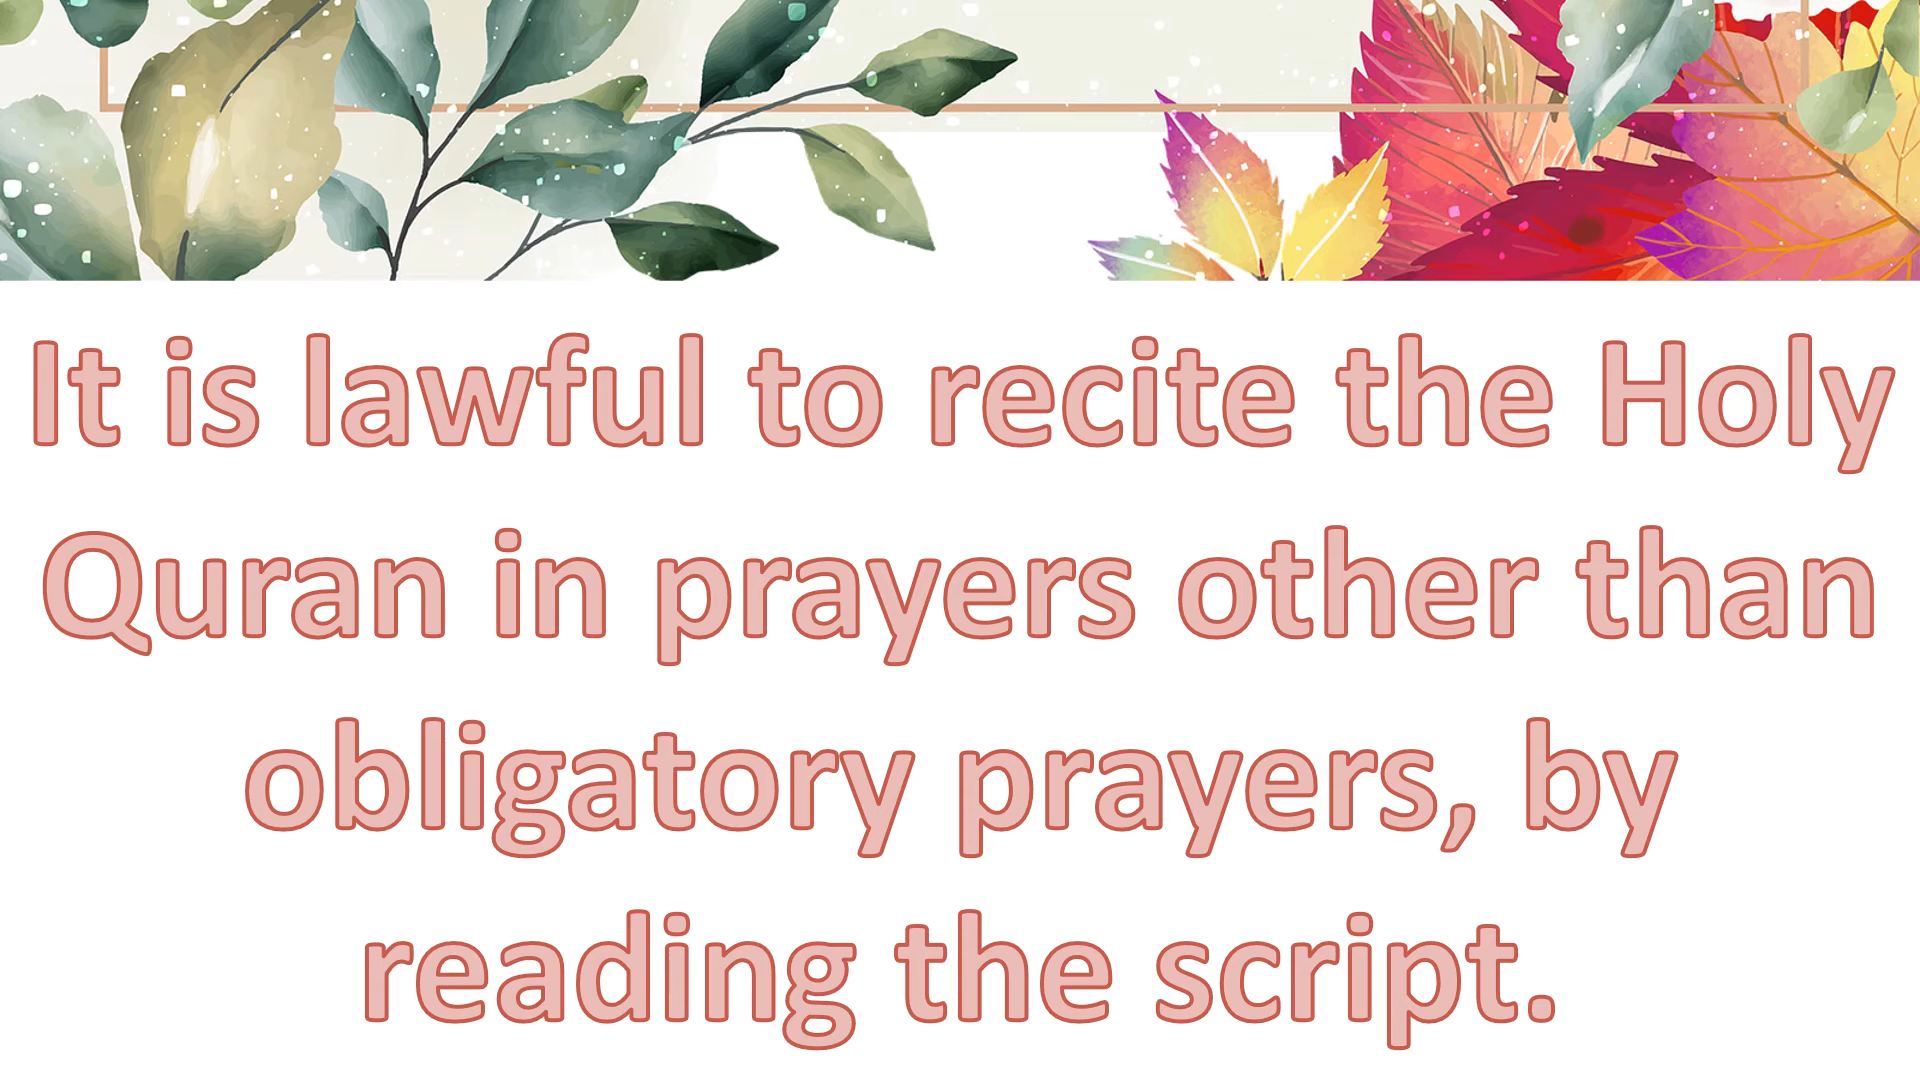 It is lawful to recite the Holy
Quran in prayers other than
obligatory prayers, by
reading the script.